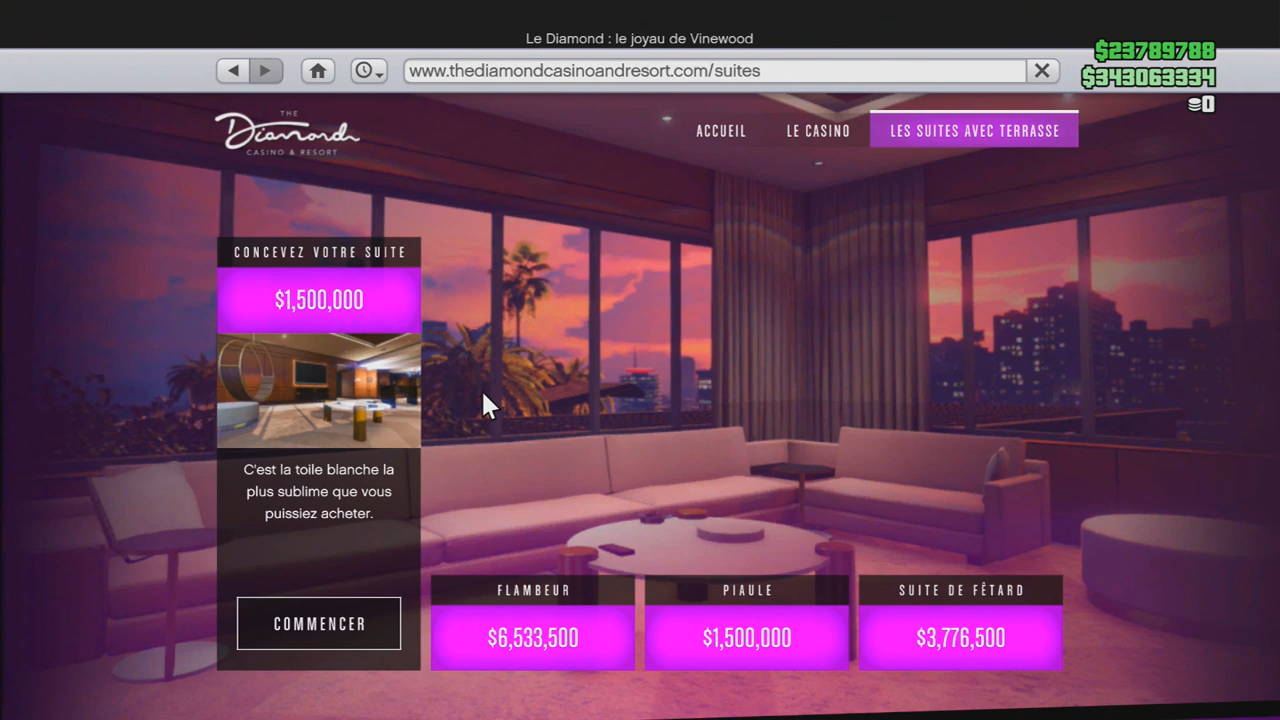 Le Diamond : le joyau de Vinewood
www.thediamondcasinoandresort.com/suites
$23789788
$343063334
0
THE
Diamond
CASINO & RESORT
ACCUEIL
LE CASINO
LES SUITES AVEC TERRASSE
CONCEVEZ VOTRE SUITE
$1,500,000
C'est la toile blanche la
plus sublime que vous
puissiez acheter.
COMMENCER
FLAMBEUR
$6,533,500
PIAULE
$1,500,000
SUITE DE FÊTARD
$3,776,500